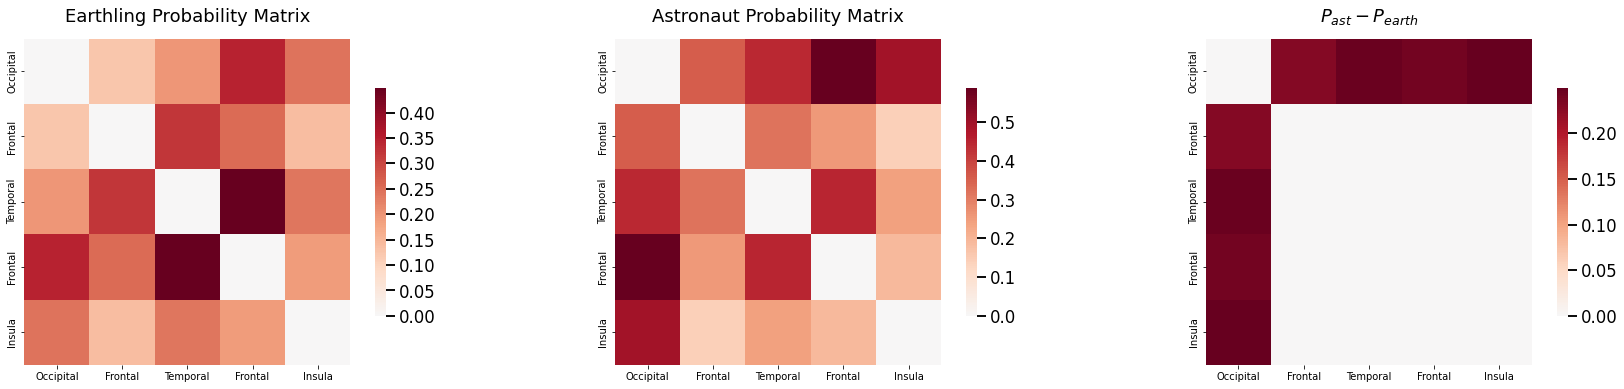 Earthling Probability Matrix
Occipital
Frontal
Temporal
Frontal
Insula
Occipital Frontal Temporal Frontal Insula
0.40
0.35
0.30
0.25
0.20
0.15
0.10
0.05
0.00
Astronaut Probability Matrix
Occipital
Frontal
Temporal
Frontal
Insula
Occipital Frontal Temporal Frontal Insula
0.5
0.4
0.3
0.2
0.1
0.0
P_ast − P_earth
Occipital
Frontal
Temporal
Frontal
Insula
Occipital Frontal Temporal Frontal Insula
0.20
0.15
0.10
0.05
0.00